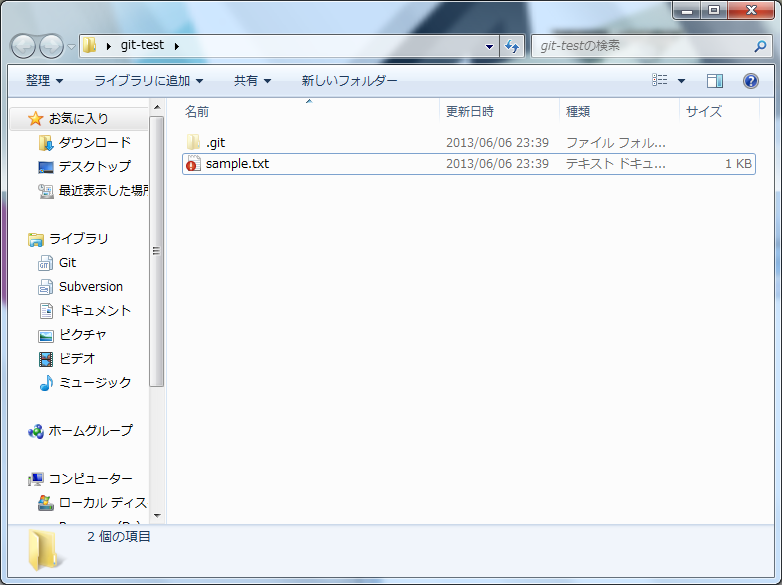 git-test
git-testの検索
整理 ライブラリに追加 共有 新しいフォルダー
名前 更新日時 種類 サイズ
.git 2013/06/06 23:39 ファイル フォル...
sample.txt 2013/06/06 23:39 テキスト ドキュ... 1 KB
お気に入り
ダウンロード
デスクトップ
最近表示した場所
ライブラリ
Git
Subversion
ドキュメント
ピクチャ
ビデオ
ミュージック
ホームグループ
コンピューター
ローカル ディス
2 個の項目